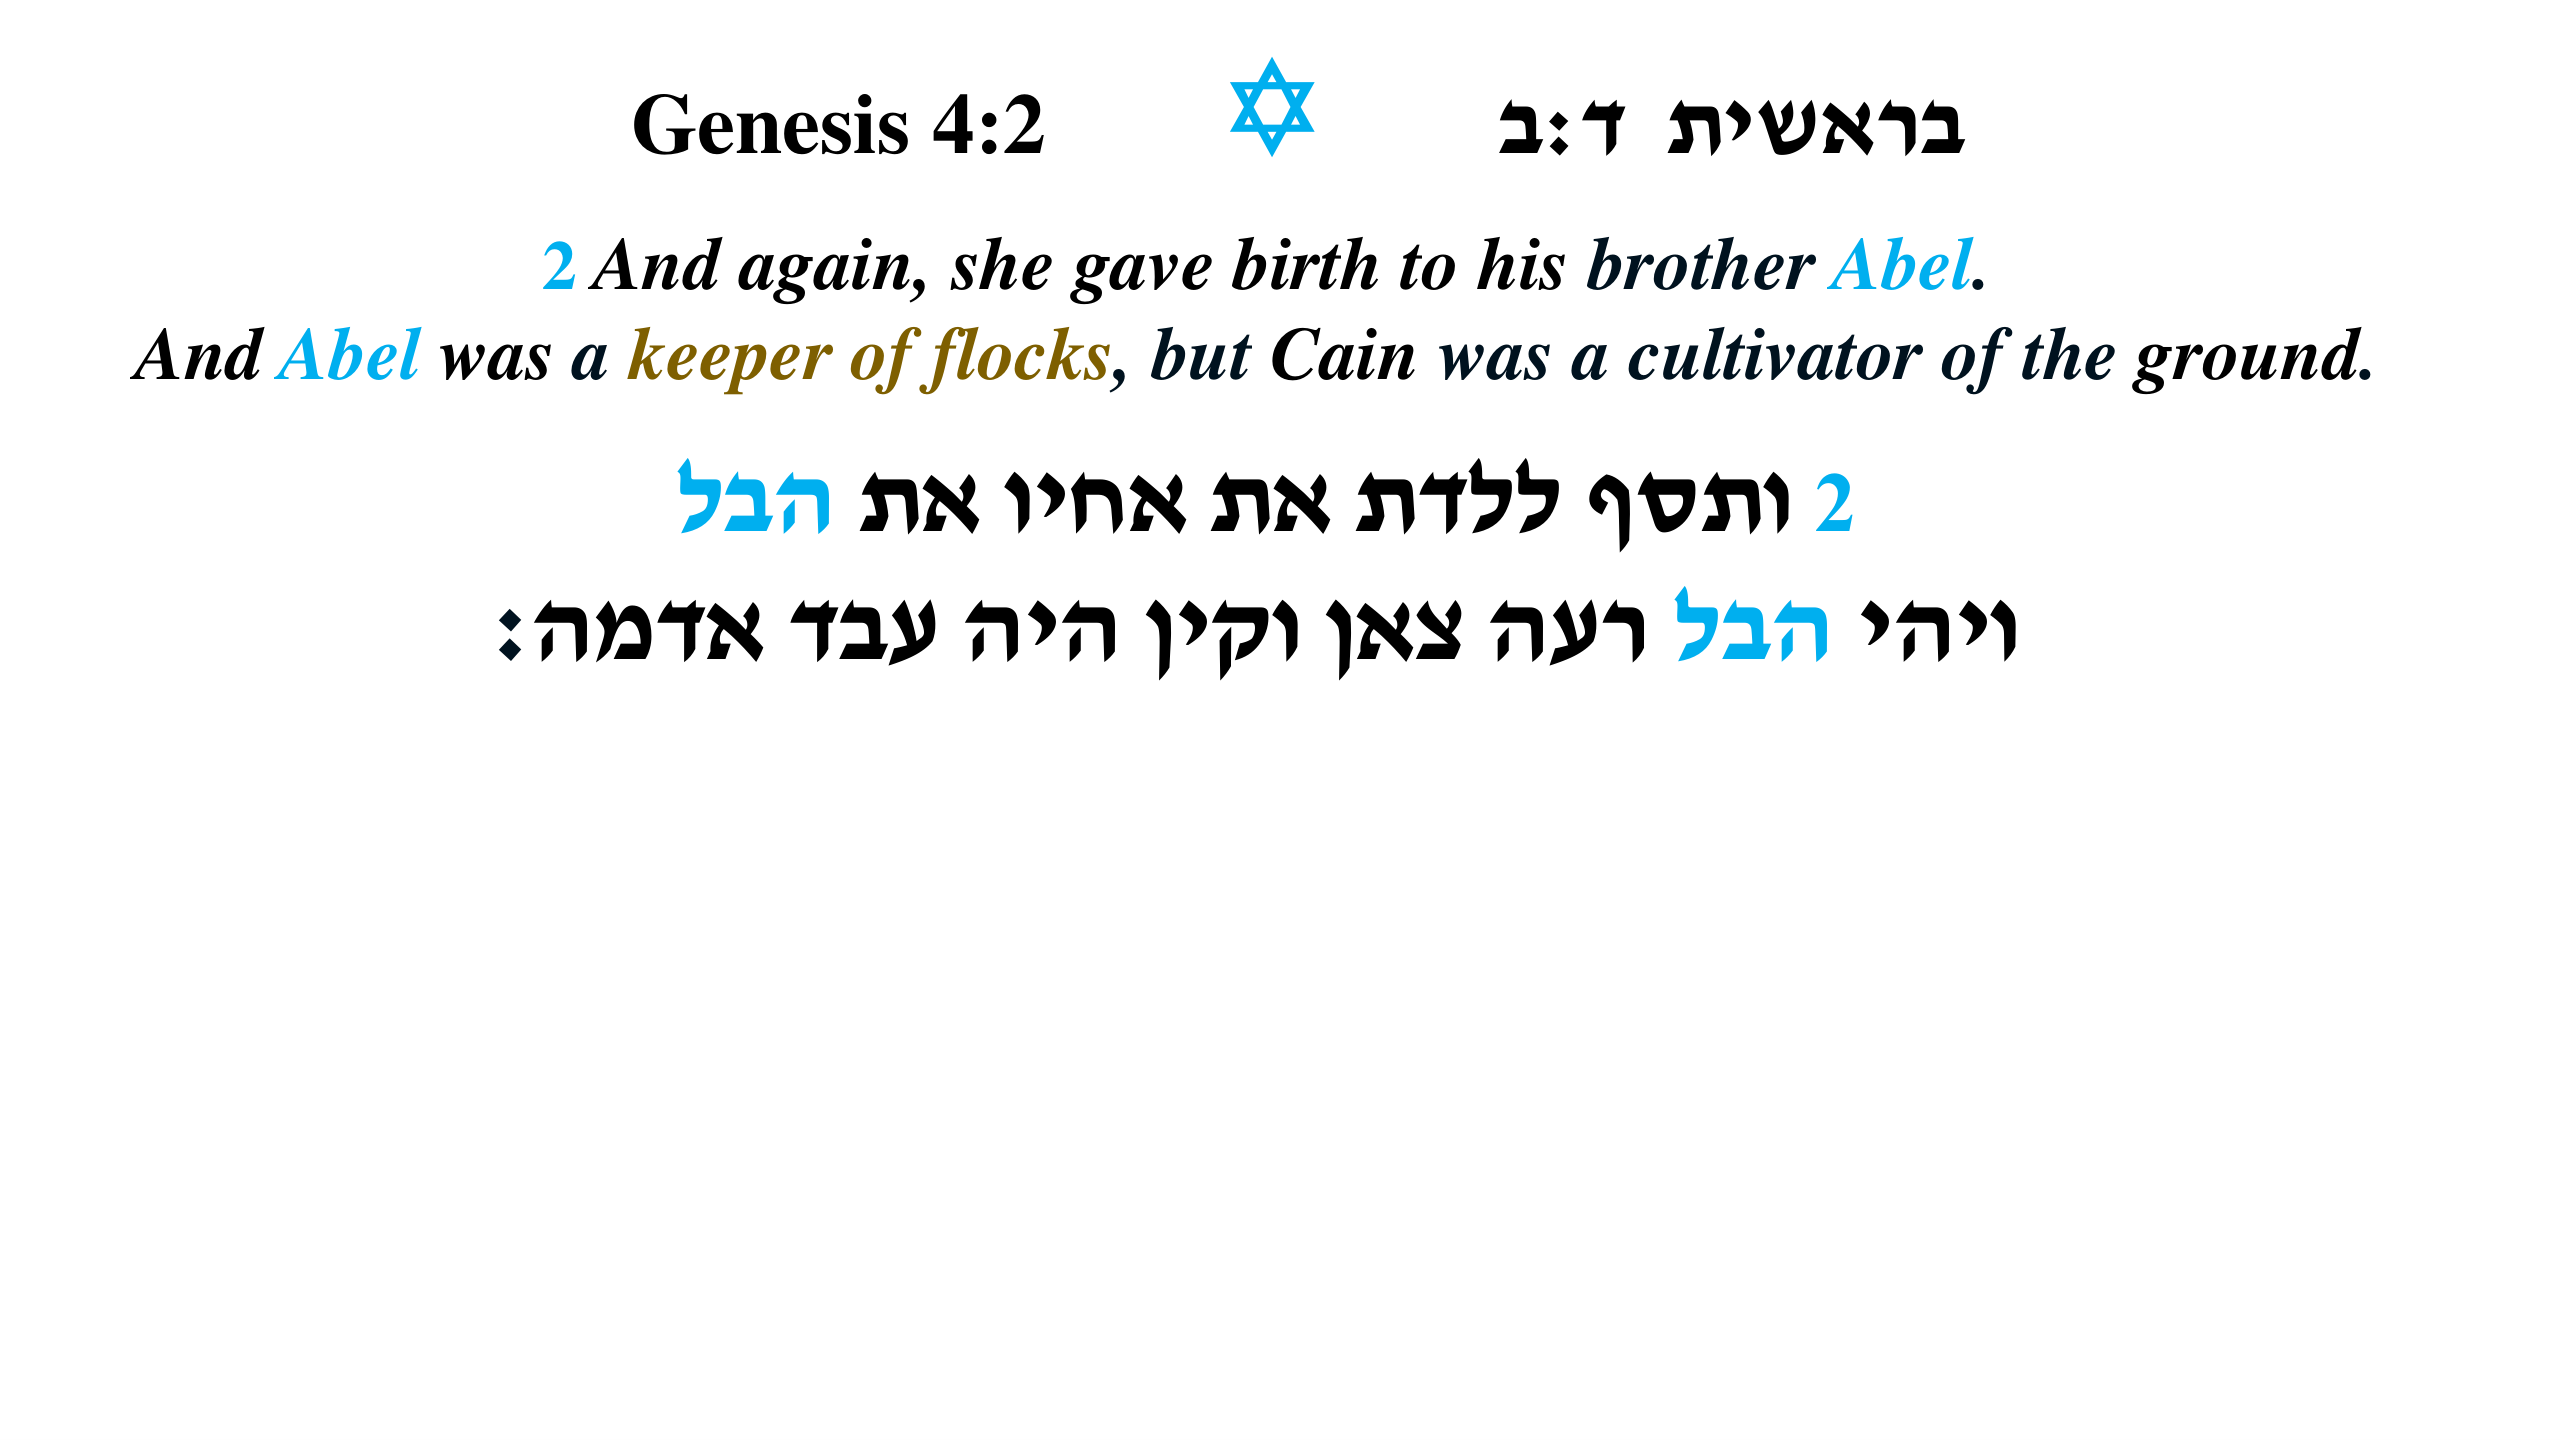 Genesis 4:2 ✡ בראשית ד:ב
2 And again, she gave birth to his brother Abel.
And Abel was a keeper of flocks, but Cain was a cultivator of the ground.
2 ותסף ללדת את אחיו את הבל
ויהי הבל רעה צאן וקין היה עבד אדמה: